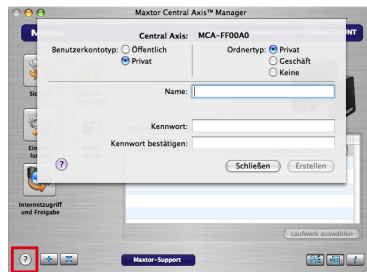 Maxtor Central Axis™ Manager
Central Axis: MCA-FF00A0
Benutzerkontotyp: Öffentlich
Privat
Ordnertyp: Privat
Geschäft
Keine
Name:
Kennwort:
Kennwort bestätigen:
? Schließen Erstellen
Internetzugriff
und Freigabe
Laufwerk auswählen
?
Maxtor-Support